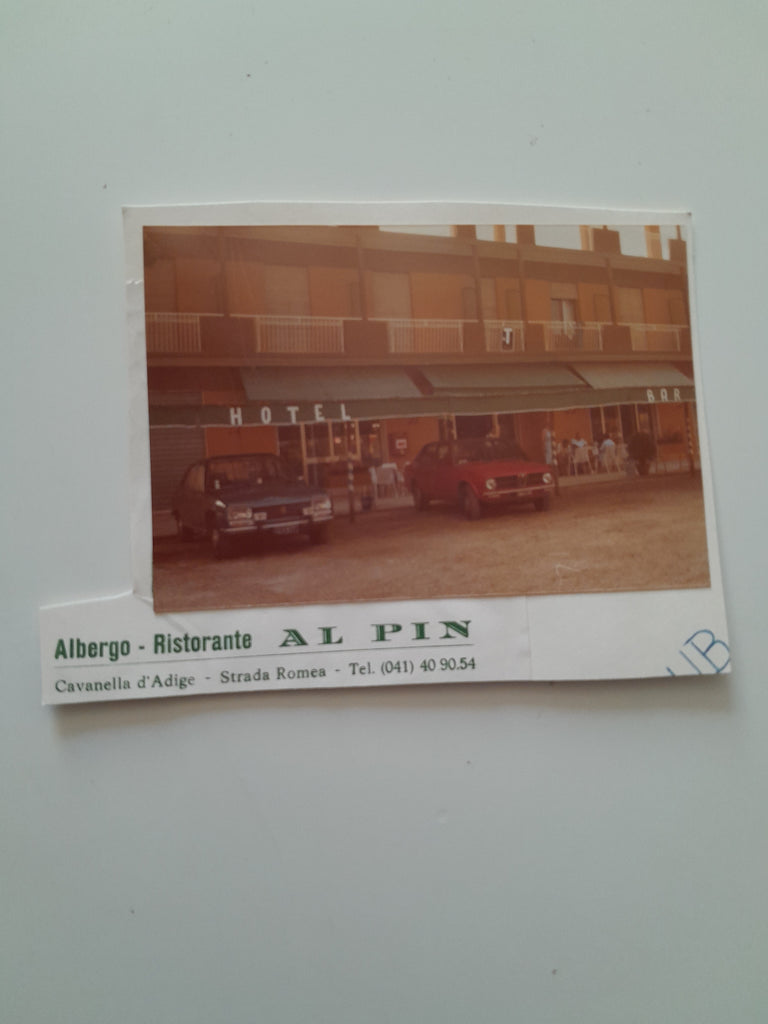 T
HOTEL
BAR
Albergo - Ristorante AL PIN
Cavanella d'Adige - Strada Romea - Tel. (041) 40 90.54